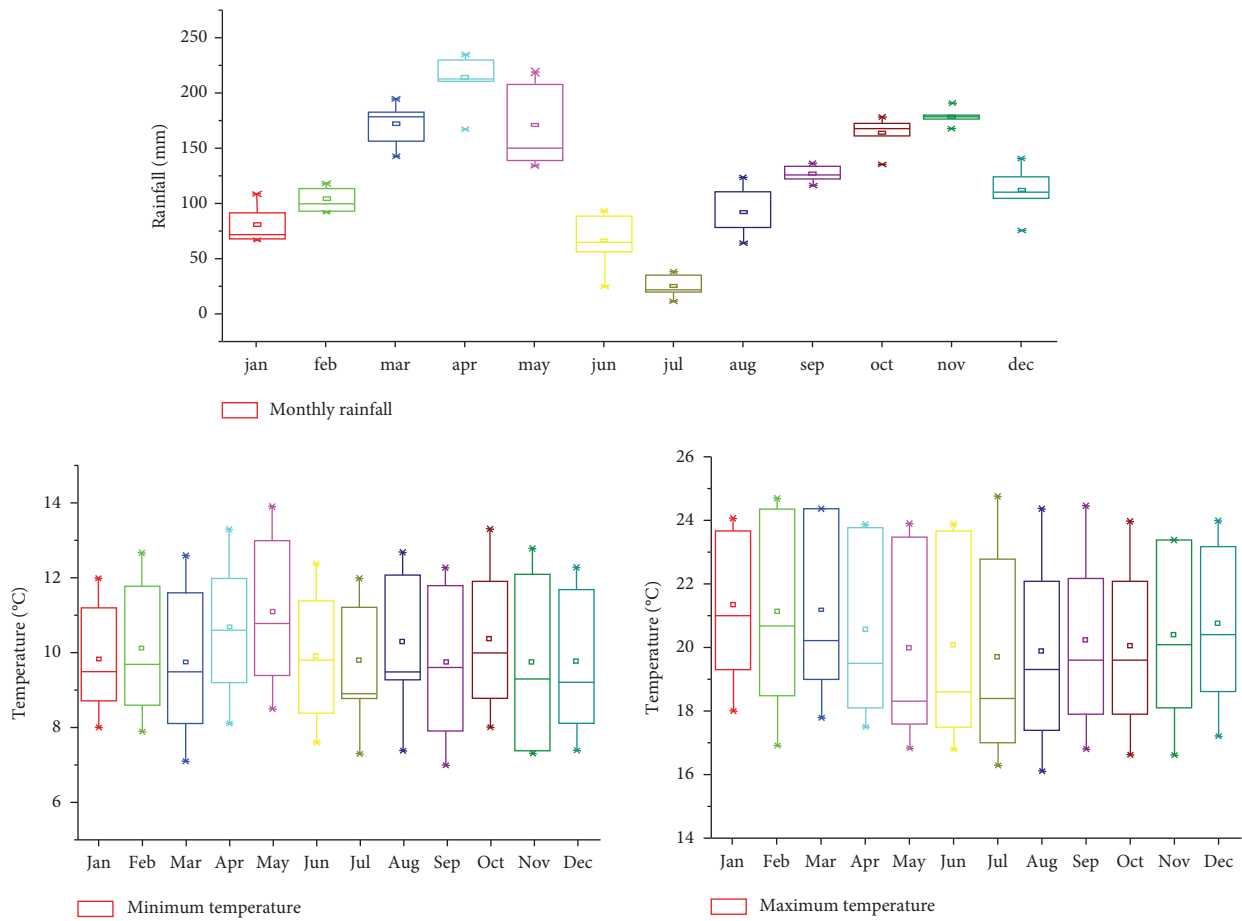 250
200
150
100
50
0
Rainfall (mm)
jan feb mar apr may jun jul aug sep oct nov dec
Monthly rainfall
14
12
10
8
6
Temperature (°C)
Jan Feb Mar Apr May Jun Jul Aug Sep Oct Nov Dec
Minimum temperature
26
24
22
20
18
16
14
Temperature (°C)
Jan Feb Mar Apr May Jun Jul Aug Sep Oct Nov Dec
Maximum temperature